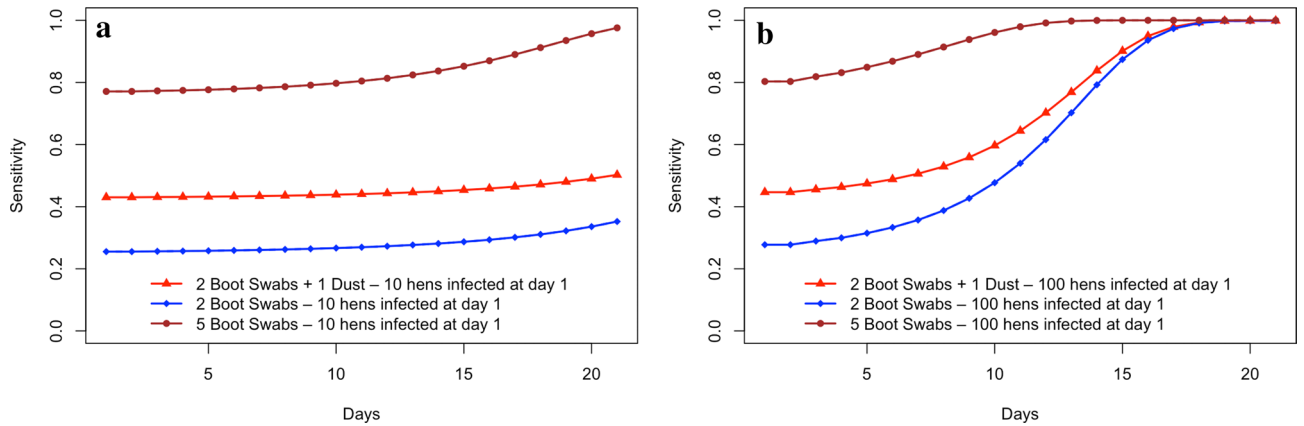 a
Sensitivity
1.0
0.8
0.6
0.4
0.2
0.0
2 Boot Swabs + 1 Dust – 10 hens infected at day 1
2 Boot Swabs – 10 hens infected at day 1
5 Boot Swabs – 10 hens infected at day 1
5 10 15 20
Days
b
Sensitivity
1.0
0.8
0.6
0.4
0.2
0.0
2 Boot Swabs + 1 Dust – 100 hens infected at day 1
2 Boot Swabs – 100 hens infected at day 1
5 Boot Swabs – 100 hens infected at day 1
5 10 15 20
Days